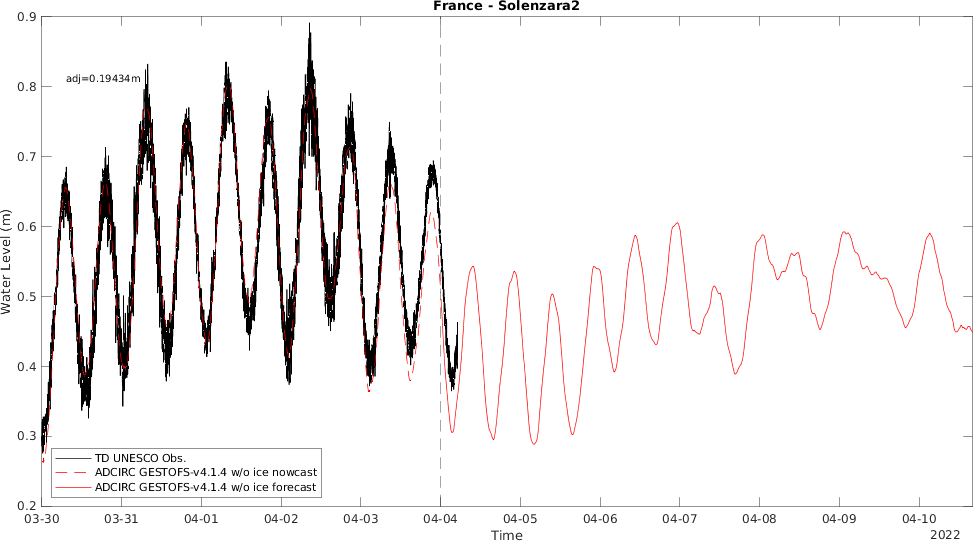 France - Solenzara2
adj=0.19434m
Water Level (m)
0.9
0.8
0.7
0.6
0.5
0.4
0.3
0.2
TD UNESCO Obs.
ADCIRC GESTOFS-v4.1.4 w/o ice nowcast
ADCIRC GESTOFS-v4.1.4 w/o ice forecast
03-30 03-31 04-01 04-02 04-03 04-04 04-05 04-06 04-07 04-08 04-09 04-10
Time
2022